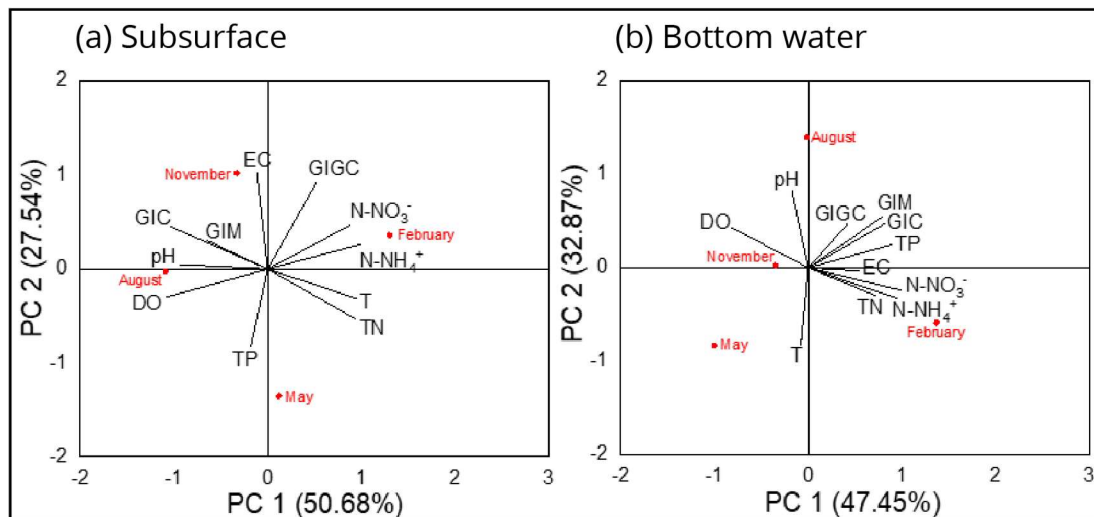 (a) Subsurface
2
1
0
-1
-2
-2
-1
0
1
2
3
PC 2 (27.54%)
PC 1 (50.68%)
EC
GIGC
November
N-NO₃⁻
GIC
GIM
February
pH
N-NH₄⁺
August
DO
T
TN
TP
May
(b) Bottom water
2
1
0
-1
-2
-2
-1
0
1
2
3
PC 2 (32.87%)
PC 1 (47.45%)
August
pH
GIM
DO
GIGC
GIC
TP
November
EC
N-NO₃⁻
TN
N-NH₄⁺
February
May
T